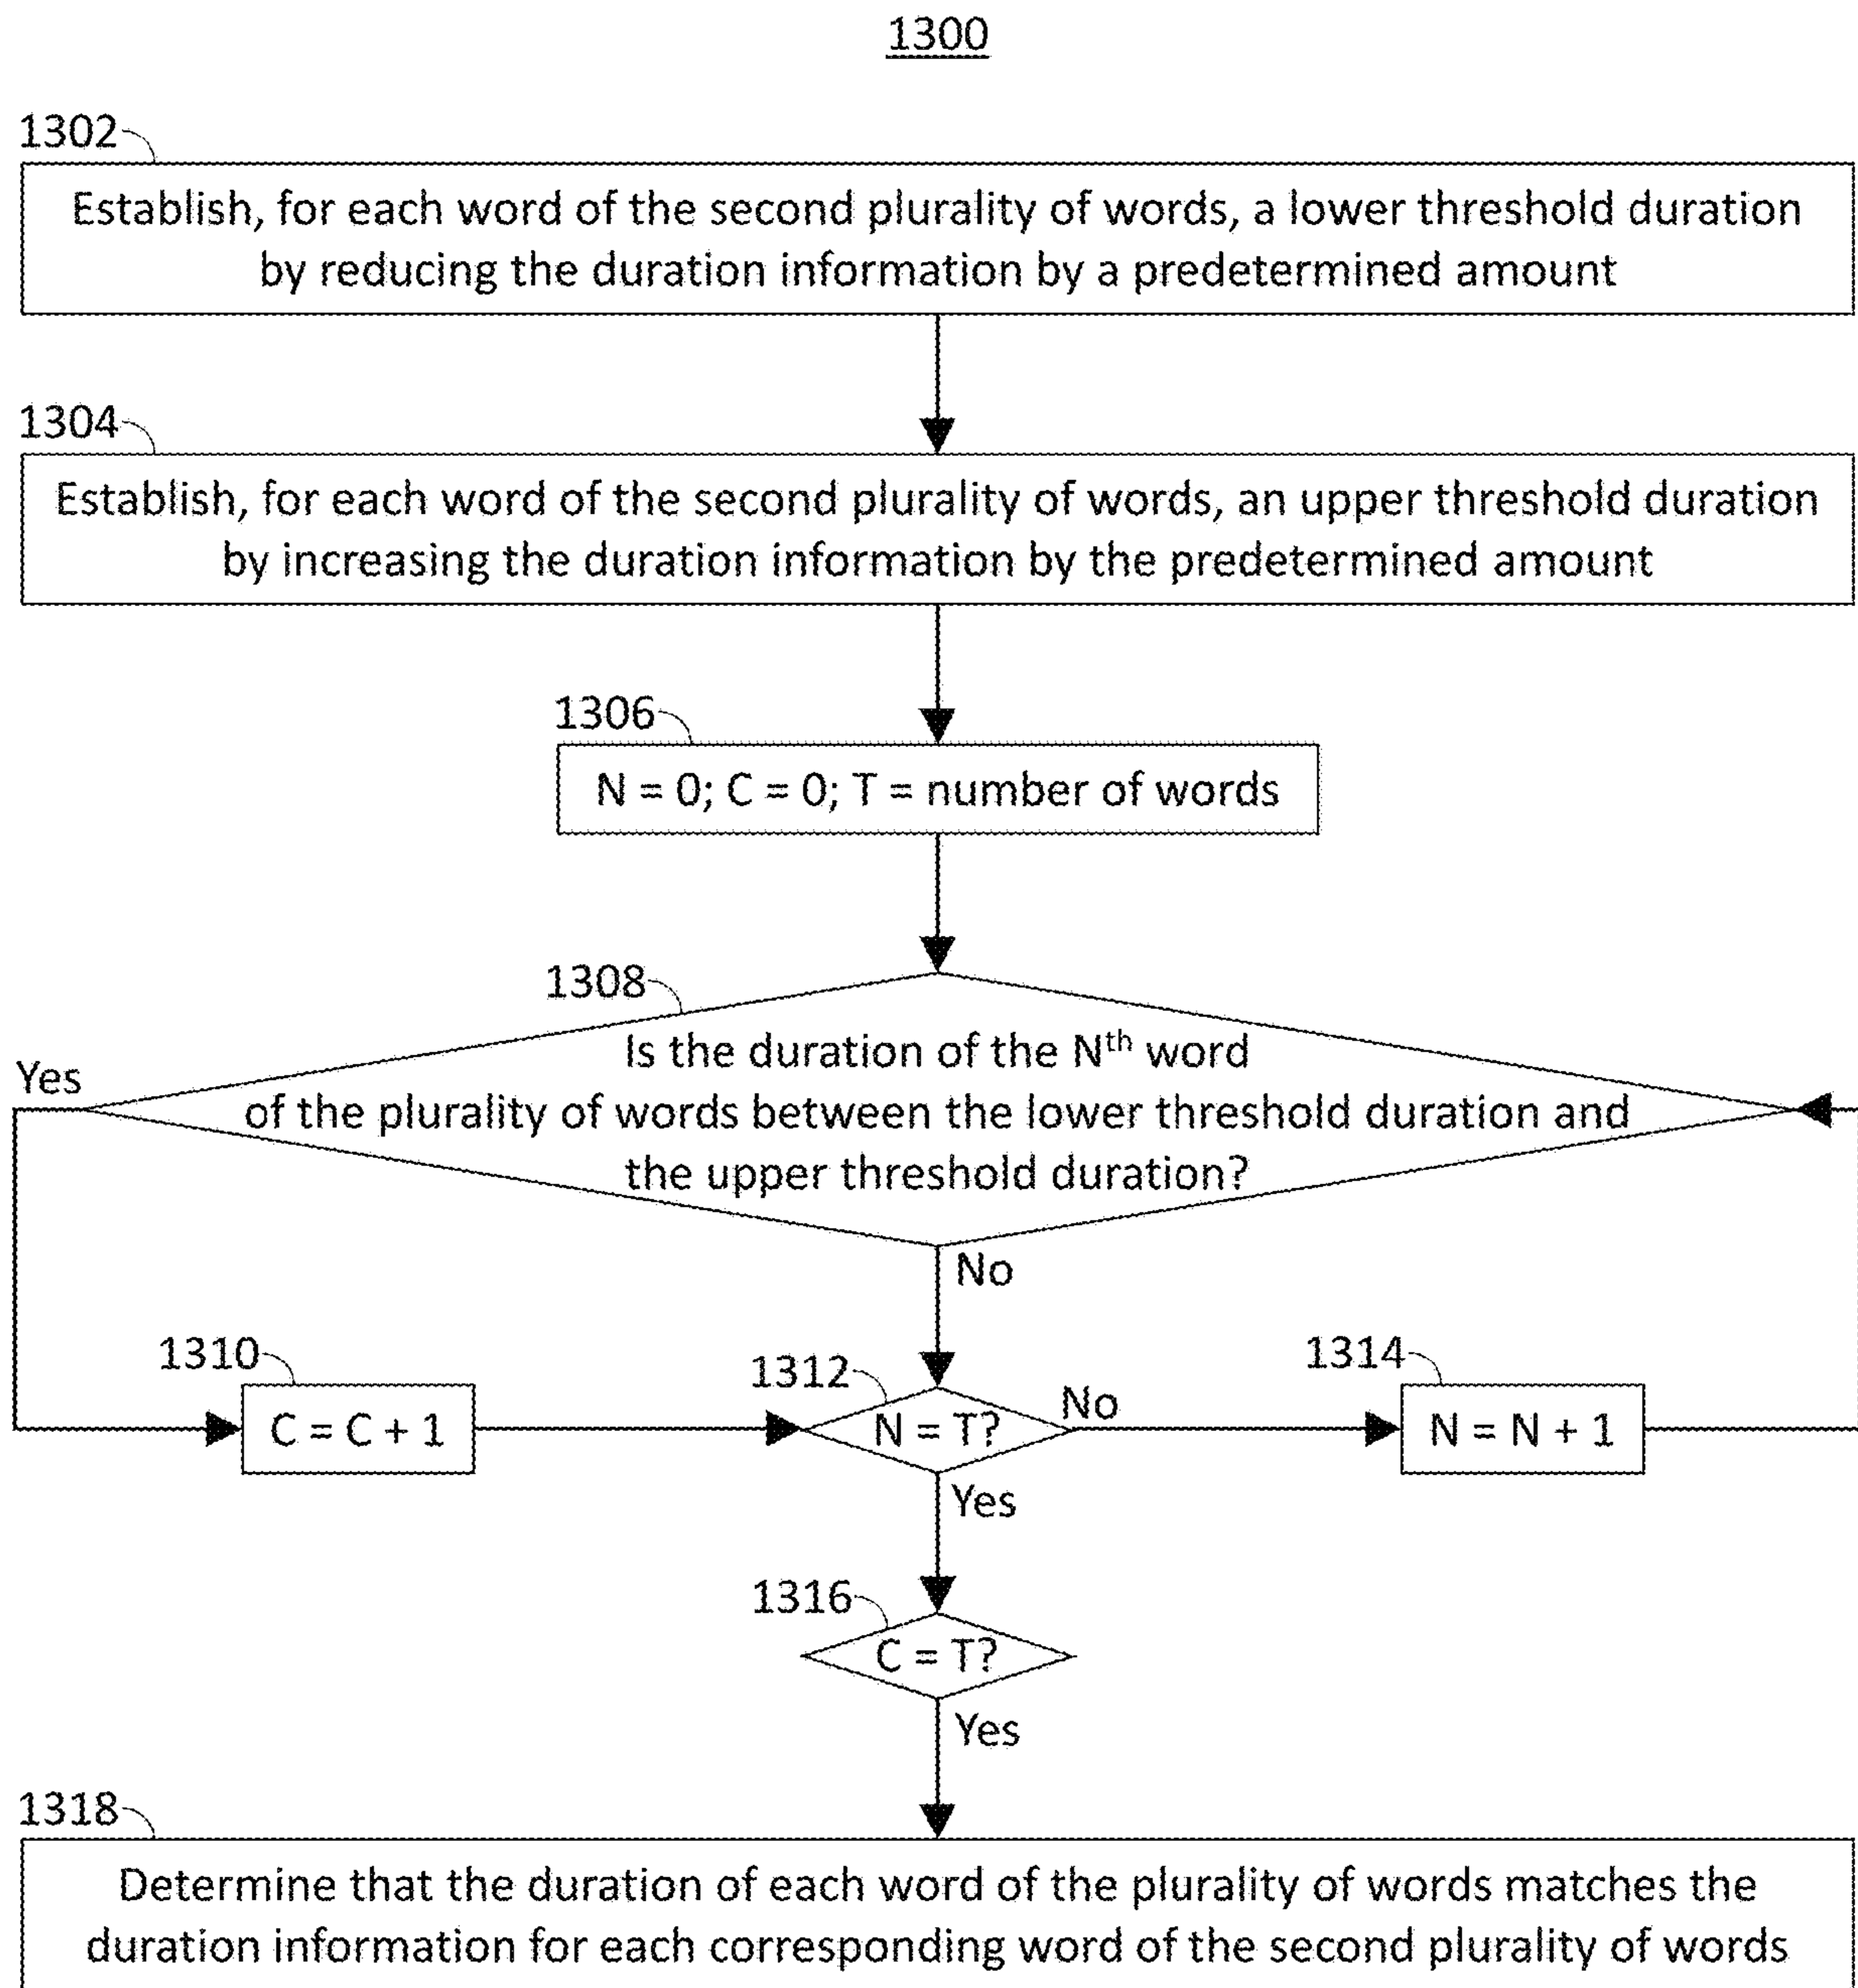 1300
1302
Establish, for each word of the second plurality of words, a lower threshold duration
by reducing the duration information by a predetermined amount
1304
Establish, for each word of the second plurality of words, an upper threshold duration
by increasing the duration information by the predetermined amount
1306
N = 0; C = 0; T = number of words
1308
Is the duration of the Nth word
of the plurality of words between the lower threshold duration and
the upper threshold duration?
Yes
No
1310
C = C + 1
1312
N = T?
No
1314
N = N + 1
Yes
1316
C = T?
Yes
1318
Determine that the duration of each word of the plurality of words matches the
duration information for each corresponding word of the second plurality of words